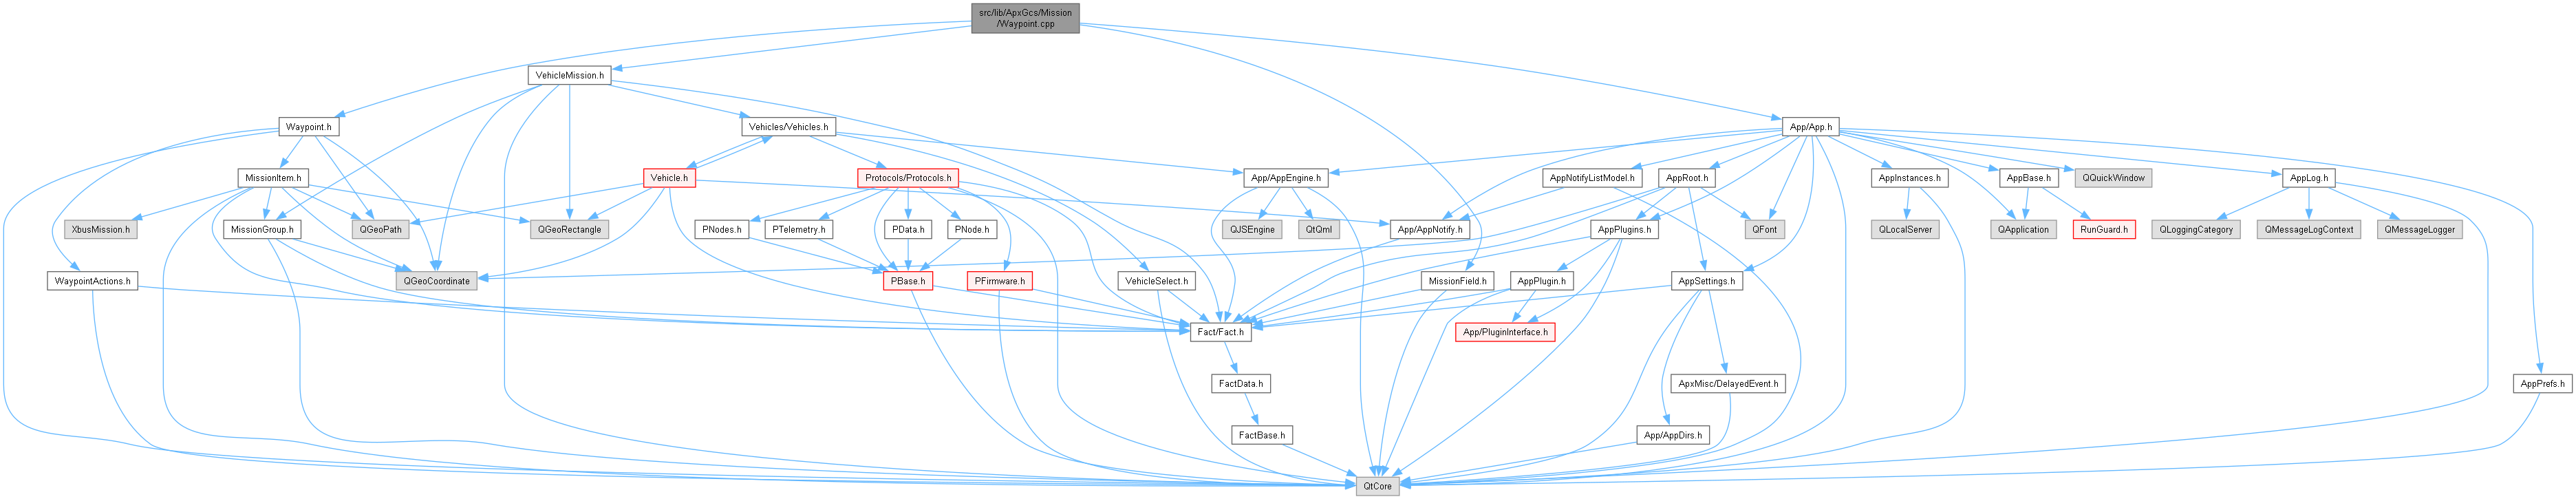 src/lib/ApxGcs/Mission
/Waypoint.cpp
VehicleMission.h
Waypoint.h
Vehicles/Vehicles.h
App/App.h
MissionItem.h
Vehicle.h
Protocols/Protocols.h
App/AppEngine.h
AppNotifyListModel.h
AppRoot.h
AppInstances.h
AppBase.h
QQuickWindow
AppLog.h
XbusMission.h
MissionGroup.h
QGeoPath
QGeoRectangle
PNodes.h
PTelemetry.h
PData.h
PNode.h
QJSEngine
QtQml
App/AppNotify.h
AppPlugins.h
QFont
QLocalServer
QApplication
RunGuard.h
QLoggingCategory
QMessageLogContext
QMessageLogger
WaypointActions.h
QGeoCoordinate
PBase.h
PFirmware.h
VehicleSelect.h
MissionField.h
AppPlugin.h
AppSettings.h
Fact/Fact.h
App/PluginInterface.h
FactData.h
ApxMisc/DelayedEvent.h
AppPrefs.h
FactBase.h
App/AppDirs.h
QtCore